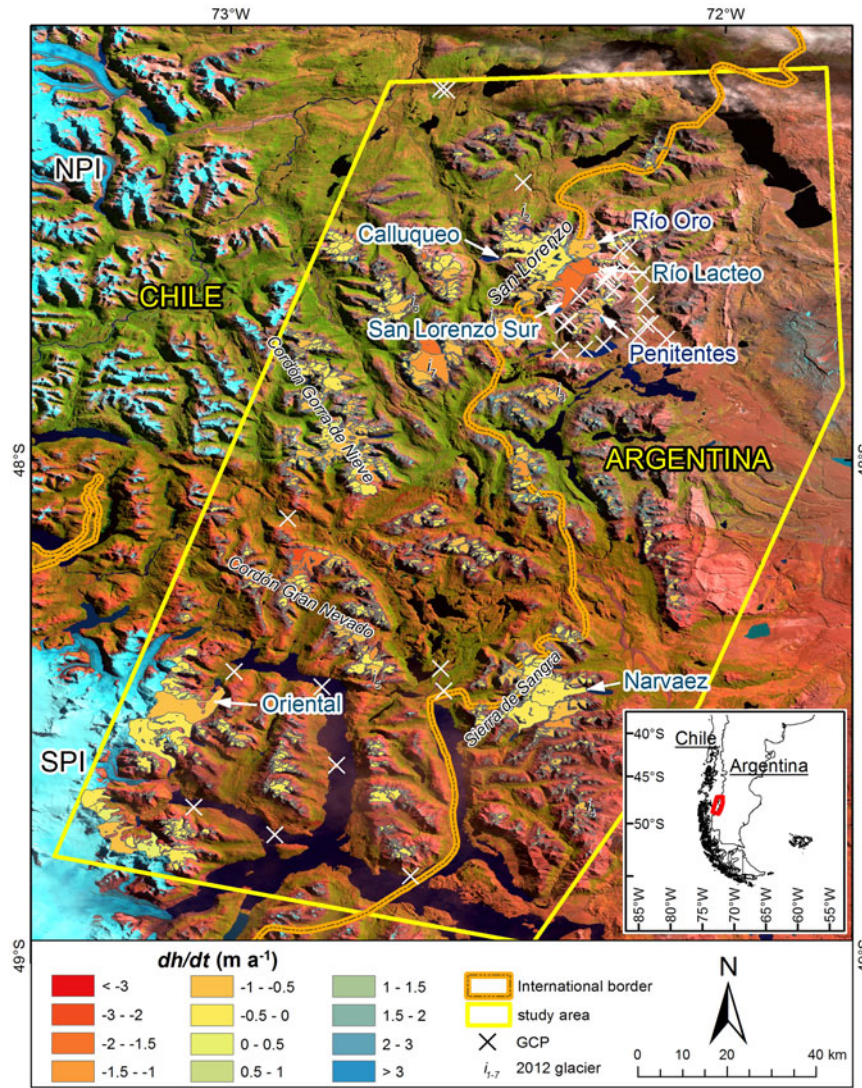 73°W
72°W
NPI
Río Oro
Calluqueo
San Lorenzo
Río Lacteo
CHILE
San Lorenzo Sur
Penitentes
Cordón Gorra de Nieve
48°S
ARGENTINA
48°S
Cordón Gran Nevado
Sierra de Sangra
Narvaez
Oriental
SPI
40°S
Chile
45°S
Argentina
50°S
85°W
80°W
75°W
70°W
65°W
60°W
55°W
49°S
49°S
dh/dt (m a⁻¹)
< -3
-3 - -2
-2 - -1.5
-1.5 - -1
-1 - -0.5
-0.5 - 0
0 - 0.5
0.5 - 1
1 - 1.5
1.5 - 2
2 - 3
> 3
International border
study area
GCP
i₁₋₇ 2012 glacier
N
0 10 20 40 km